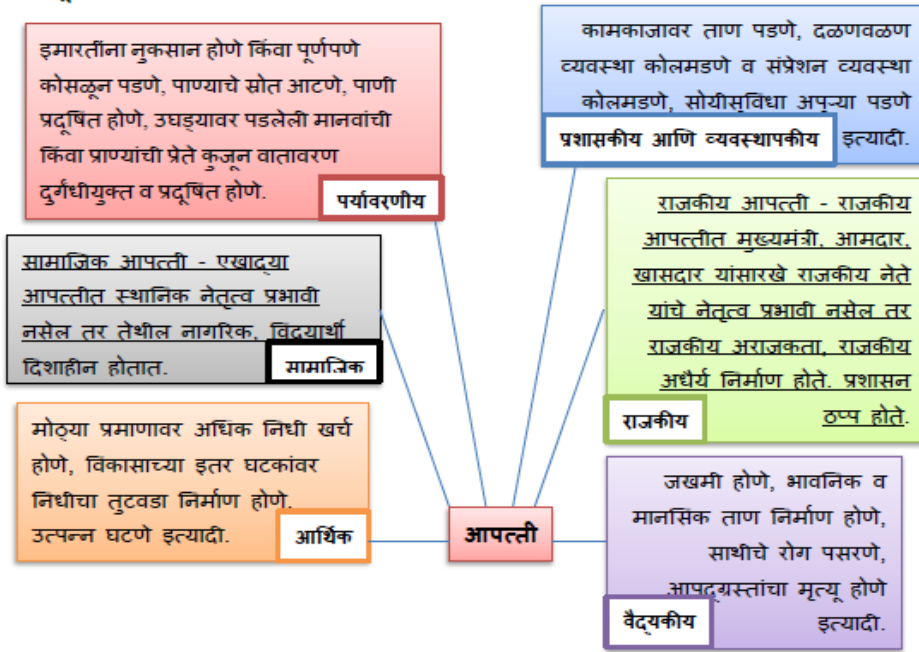 इमारतींना नुकसान होणे किंवा पूर्णपणे
कोसळून पडणे, पाण्याचे स्रोत आटणे, पाणी
प्रदूषित होणे, उघड्यावर पडलेली मानवांची
किंवा प्राण्यांची प्रेते कुजून वातावरण
दुर्गंधीयुक्त व प्रदूषित होणे.
पर्यावरणीय
सामाजिक आपत्ती - एखाद्या
आपत्तीत स्थानिक नेतृत्व प्रभावी
नसेल तर तेथील नागरिक, विद्यार्थी
दिशाहीन होतात.
सामाजिक
मोठ्या प्रमाणावर अधिक निधी खर्च
होणे, विकासाच्या इतर घटकांवर
निधीचा तुटवडा निर्माण होणे,
उत्पन्न घटणे इत्यादी.
आर्थिक
आपत्ती
कामकाजावर ताण पडणे, दळणवळण
व्यवस्था कोलमडणे व संप्रेशन व्यवस्था
कोलमडणे, सोयीसुविधा अपुऱ्या पडणे
इत्यादी.
प्रशासकीय आणि व्यवस्थापकीय
राजकीय आपत्ती - राजकीय
आपत्तीत मुख्यमंत्री, आमदार,
खासदार यांसारखे राजकीय नेते
यांचे नेतृत्व प्रभावी नसेल तर
राजकीय अराजकता, राजकीय
अधैर्य निर्माण होते. प्रशासन
ठप्प होते.
राजकीय
जखमी होणे, भावनिक व
मानसिक ताण निर्माण होणे,
साथीचे रोग पसरणे,
आपद्ग्रस्तांचा मृत्यू होणे
इत्यादी.
वैद्यकीय